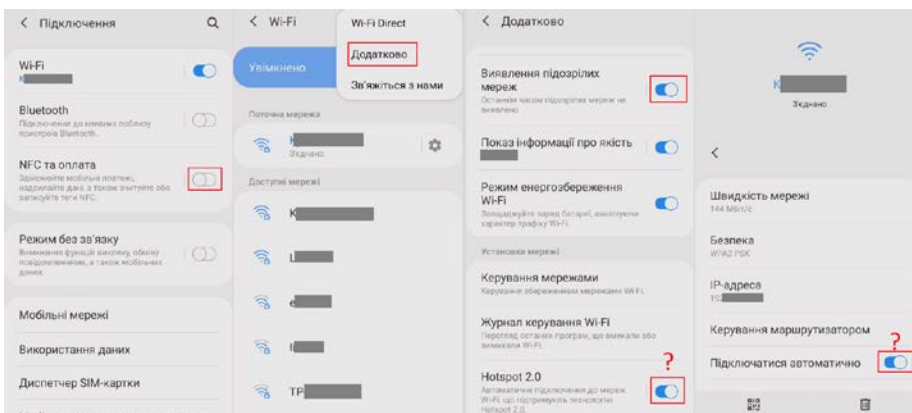 Підключення
Wi-Fi
Bluetooth
Підключення до наявних поблизу
пристроїв Bluetooth.
NFC та оплата
Здійснюйте мобільні платежі,
надсилайте дані, а також зчитуйте або
записуйте теги NFC.
Режим без зв'язку
Вимкнення функцій виклику, обміну
повідомленнями, а також мобільних
даних.
Мобільні мережі
Використання даних
Диспетчер SIM-картки
Wi-Fi
Wi-Fi Direct
Додатково
Зв'яжіться з нами
Увімкнено
Поточна мережа
З'єднано
Доступні мережі
K
L
e
I
TP
Додатково
Виявлення підозрілих
мереж
Останнім часом підозрілих мереж не
виявлено
Показ інформації про якість
Режим енергозбереження
Wi-Fi
Заощаджуйте заряд батареї, аналізуючи
характер трафіку Wi-Fi.
Установки мережі
Керування мережами
Керування збереженими мережами Wi-Fi.
Журнал керування Wi-Fi
Перегляд останніх програм, що вмикали або
вимикали Wi-Fi.
?
Hotspot 2.0
Автоматичне підключення до мереж
Wi-Fi, що підтримують технологію
Hotspot 2.0.
K
З'єднано
Швидкість мережі
144 Мбіт/с
Безпека
WPA2 PSK
IP-адреса
192
Керування маршрутизатором
?
Підключатися автоматично